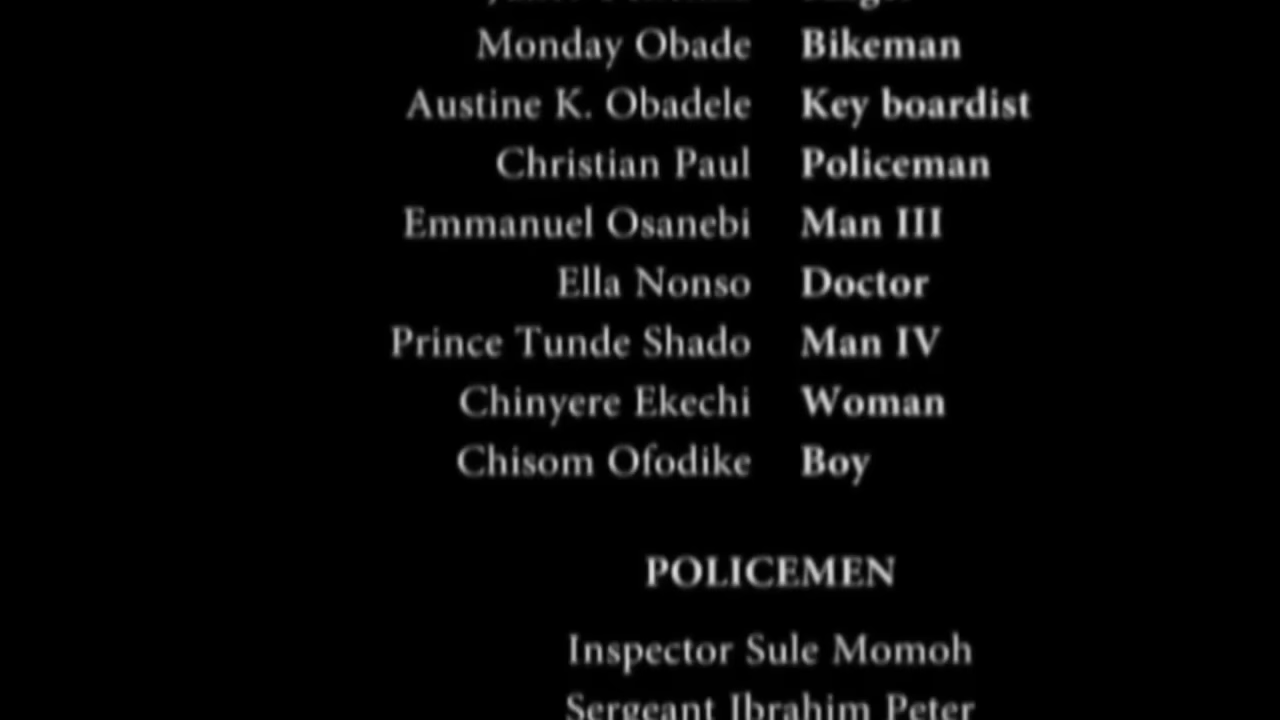 Monday Obade Bikeman
Austine K. Obadele Key boardist
Christian Paul Policeman
Emmanuel Osanebi Man III
Ella Nonso Doctor
Prince Tunde Shado Man IV
Chinyere Ekechi Woman
Chisom Ofodike Boy
POLICEMEN
Inspector Sule Momoh
Sergeant Ibrahim Peter